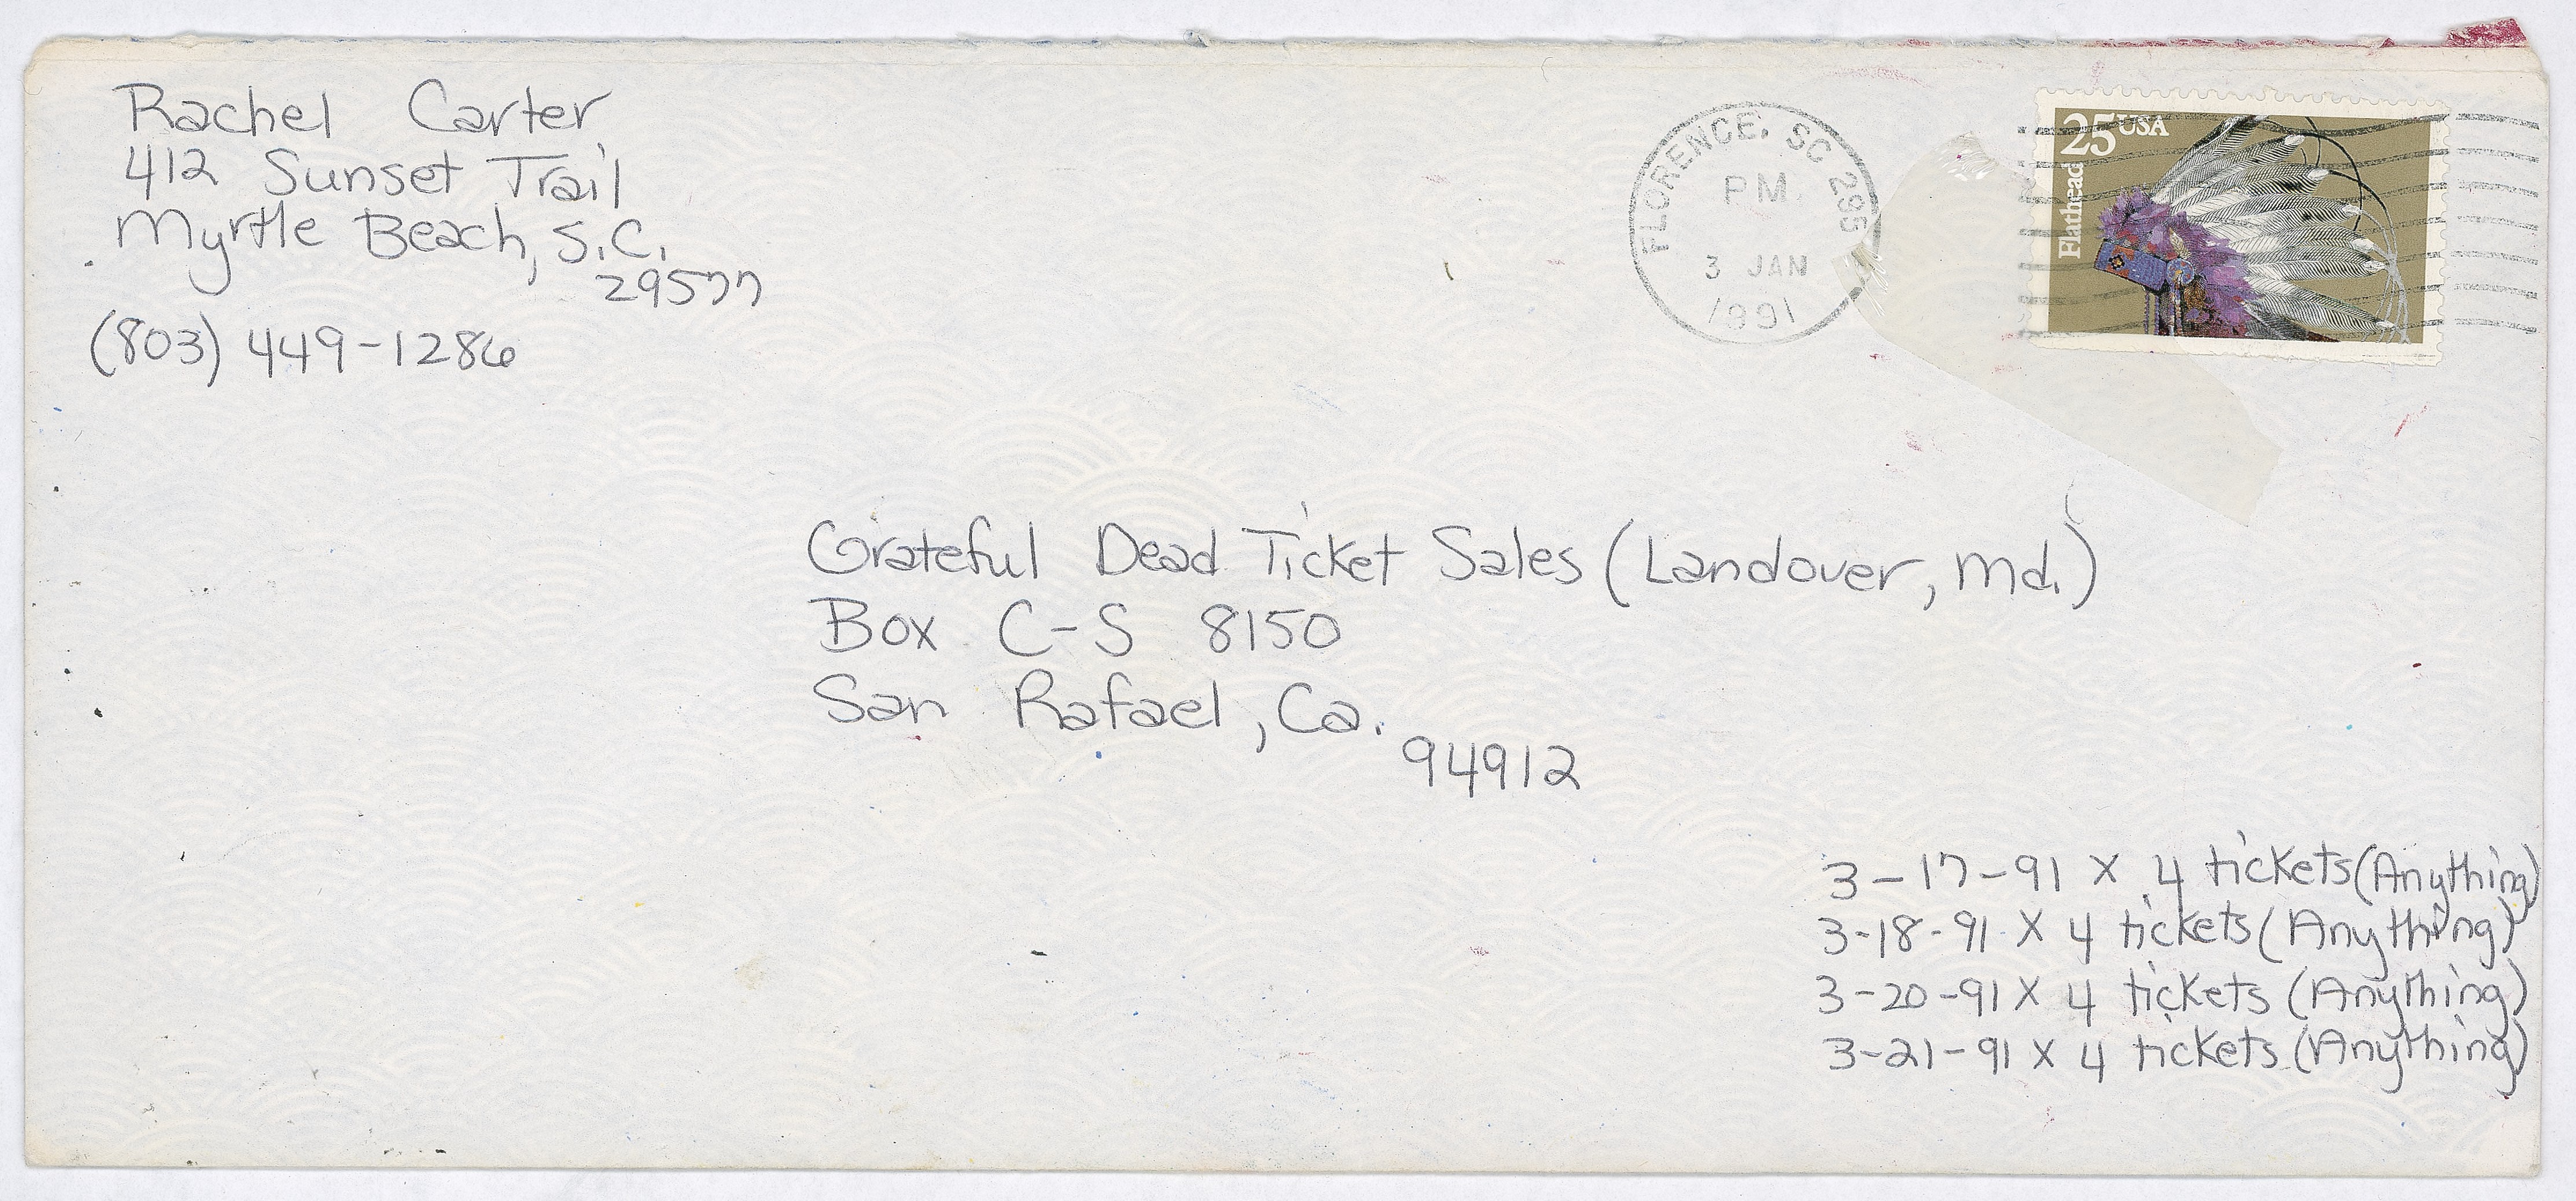 Rachel Carter
412 Sunset Trail
Myrtle Beach, S.C.
29577
(803) 449-1286
FLORENCE, SC 295
PM
3 JAN
1991
25 USA
Flathead
Grateful Dead Ticket Sales (Landover, Md.)
Box C-S 8150
San Rafael, Ca.
94912
3-17-91 X 4 tickets (Anything)
3-18-91 X 4 tickets (Anything)
3-20-91 X 4 tickets (Anything)
3-21-91 X 4 tickets (Anything)